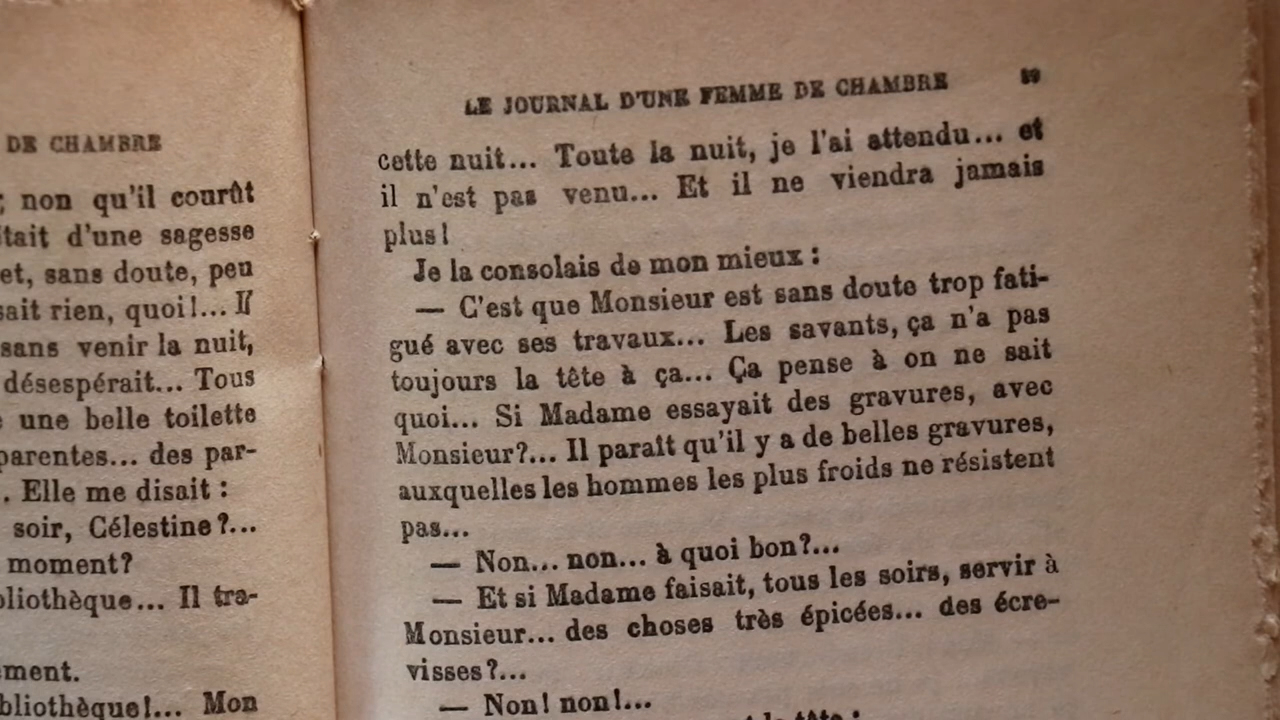 DE CHAMBRE
; non qu'il courût
tait d'une sagesse
et, sans doute, peu
sait rien, quoi!... Il
sans venir la nuit,
désespérait... Tous
une belle toilette
parentes... des par-
. Elle me disait :
soir, Célestine?...
moment?
bliothèque... Il tra-
ement.
bliothèque!... Mon
LE JOURNAL D'UNE FEMME DE CHAMBRE
cette nuit... Toute la nuit, je l'ai attendu... et
il n'est pas venu... Et il ne viendra jamais
plus!
Je la consolais de mon mieux :
— C'est que Monsieur est sans doute trop fati-
gué avec ses travaux... Les savants, ça n'a pas
toujours la tête à ça... Ça pense à on ne sait
quoi... Si Madame essayait des gravures, avec
Monsieur?... Il paraît qu'il y a de belles gravures,
auxquelles les hommes les plus froids ne résistent
pas...
— Non... non... à quoi bon?...
— Et si Madame faisait, tous les soirs, servir à
Monsieur... des choses très épicées... des écre-
visses?...
— Non! non!...
la tête :